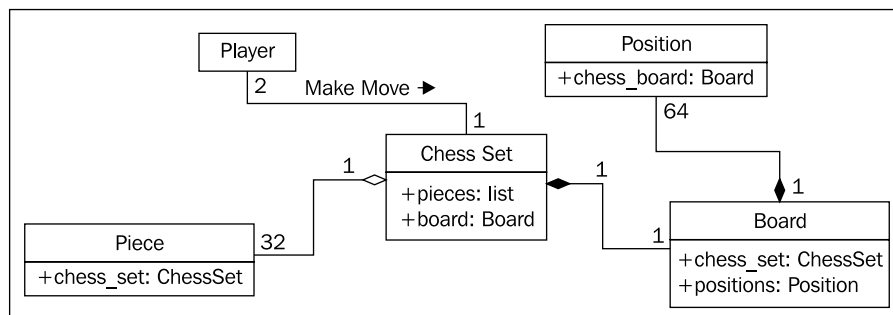 Player
2
Make Move
1
Position
+chess_board: Board
64
Chess Set
+pieces: list
+board: Board
1
1
1
1
Board
+chess_set: ChessSet
+positions: Position
Piece
+chess_set: ChessSet
32